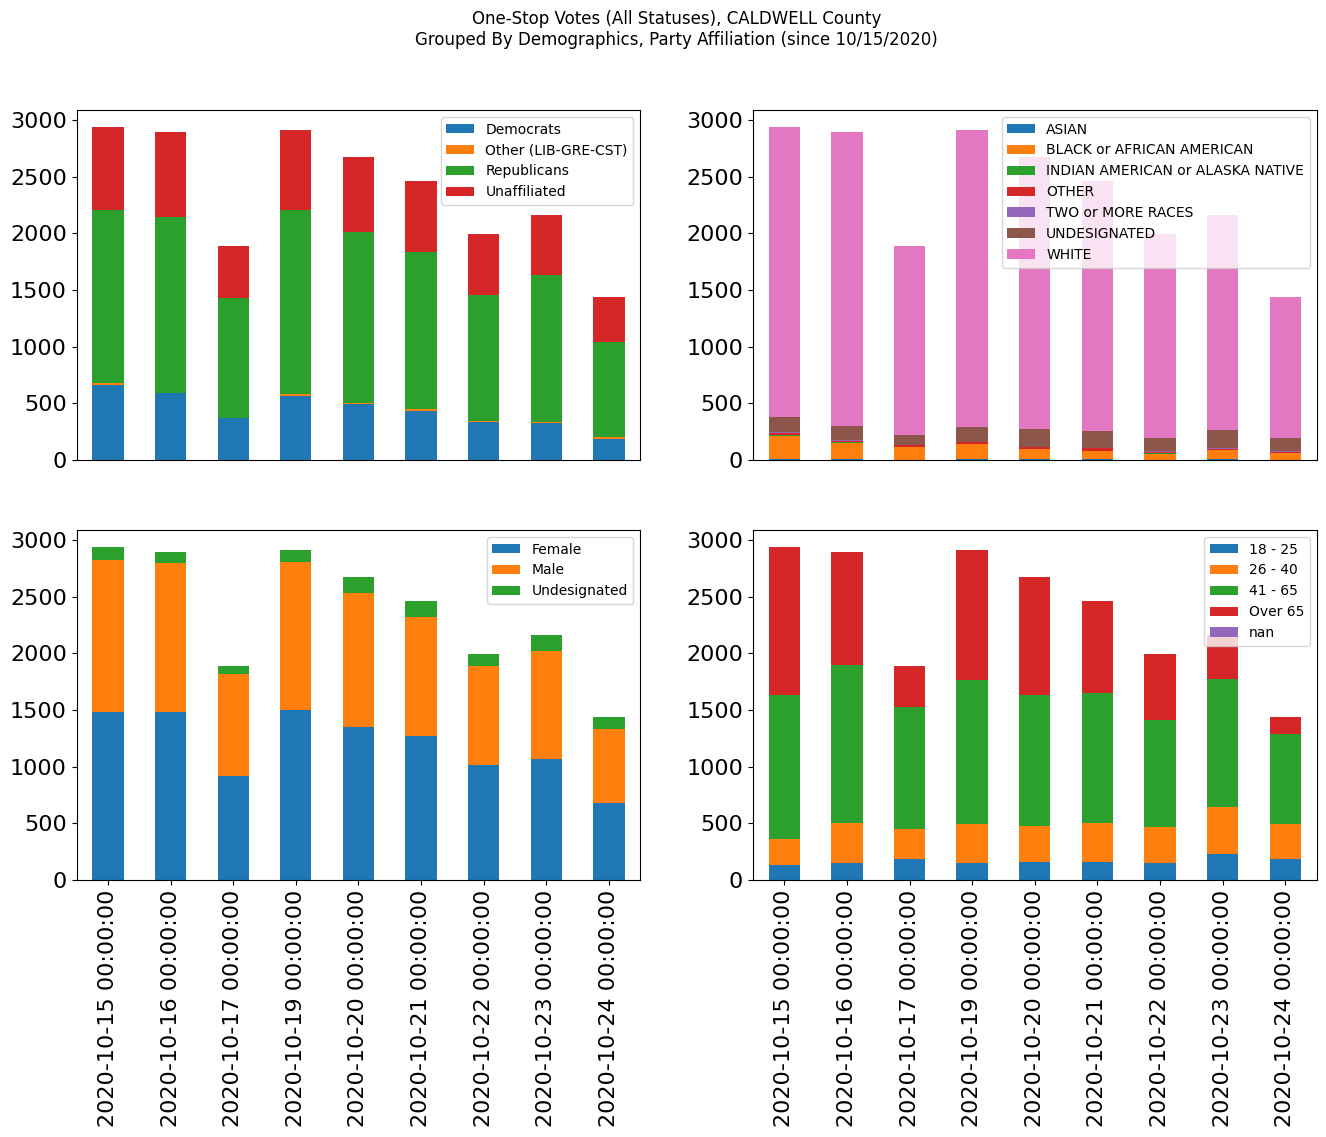 One-Stop Votes (All Statuses), CALDWELL County
Grouped By Demographics, Party Affiliation (since 10/15/2020)
3000
2500
2000
1500
1000
500
0
Democrats
Other (LIB-GRE-CST)
Republicans
Unaffiliated
3000
2500
2000
1500
1000
500
0
ASIAN
BLACK or AFRICAN AMERICAN
INDIAN AMERICAN or ALASKA NATIVE
OTHER
TWO or MORE RACES
UNDESIGNATED
WHITE
3000
2500
2000
1500
1000
500
0
Female
Male
Undesignated
2020-10-15 00:00:00
2020-10-16 00:00:00
2020-10-17 00:00:00
2020-10-19 00:00:00
2020-10-20 00:00:00
2020-10-21 00:00:00
2020-10-22 00:00:00
2020-10-23 00:00:00
2020-10-24 00:00:00
3000
2500
2000
1500
1000
500
0
18 - 25
26 - 40
41 - 65
Over 65
nan
2020-10-15 00:00:00
2020-10-16 00:00:00
2020-10-17 00:00:00
2020-10-19 00:00:00
2020-10-20 00:00:00
2020-10-21 00:00:00
2020-10-22 00:00:00
2020-10-23 00:00:00
2020-10-24 00:00:00